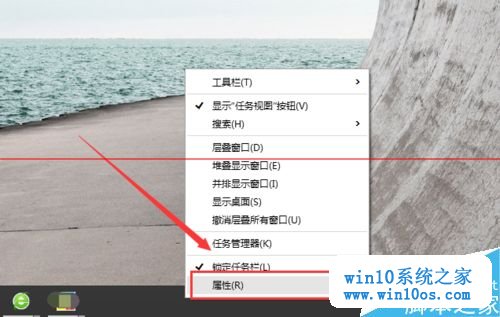 工具栏(T)
显示“任务视图”按钮(V)
搜索(H)
层叠窗口(D)
堆叠显示窗口(E)
并排显示窗口(I)
显示桌面(S)
撤消层叠所有窗口(U)
任务管理器(K)
锁定任务栏(L)
属性(R)
win10系统之家
www.win10os.com